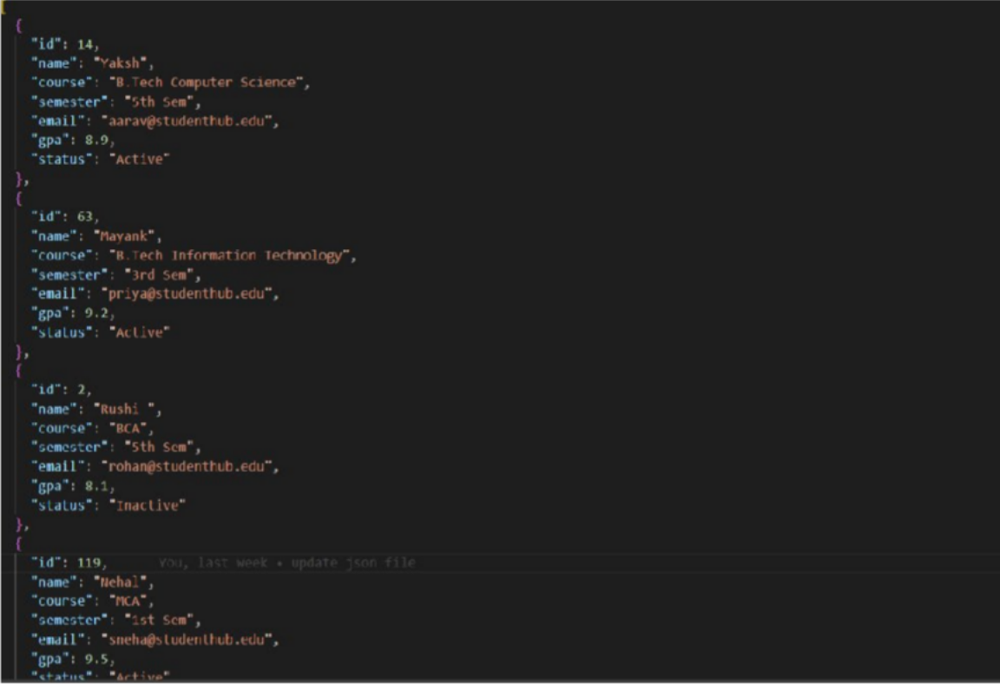 [
{
"id": 14,
"name": "Yaksh",
"course": "B.Tech Computer Science",
"semester": "5th Sem",
"email": "aarav@studenthub.edu",
"gpa": 8.9,
"status": "Active"
},
{
"id": 63,
"name": "Mayank",
"course": "B.Tech Information Technology",
"semester": "3rd Sem",
"email": "priya@studenthub.edu",
"gpa": 9.2,
"status": "Active"
},
{
"id": 2,
"name": "Rushi ",
"course": "BCA",
"semester": "5th Sem",
"email": "rohan@studenthub.edu",
"gpa": 8.1,
"status": "Inactive"
},
{
"id": 119, You, last week • update json file
"name": "Nehal",
"course": "MCA",
"semester": "1st Sem",
"email": "sneha@studenthub.edu",
"gpa": 9.5,
"status": "Active"